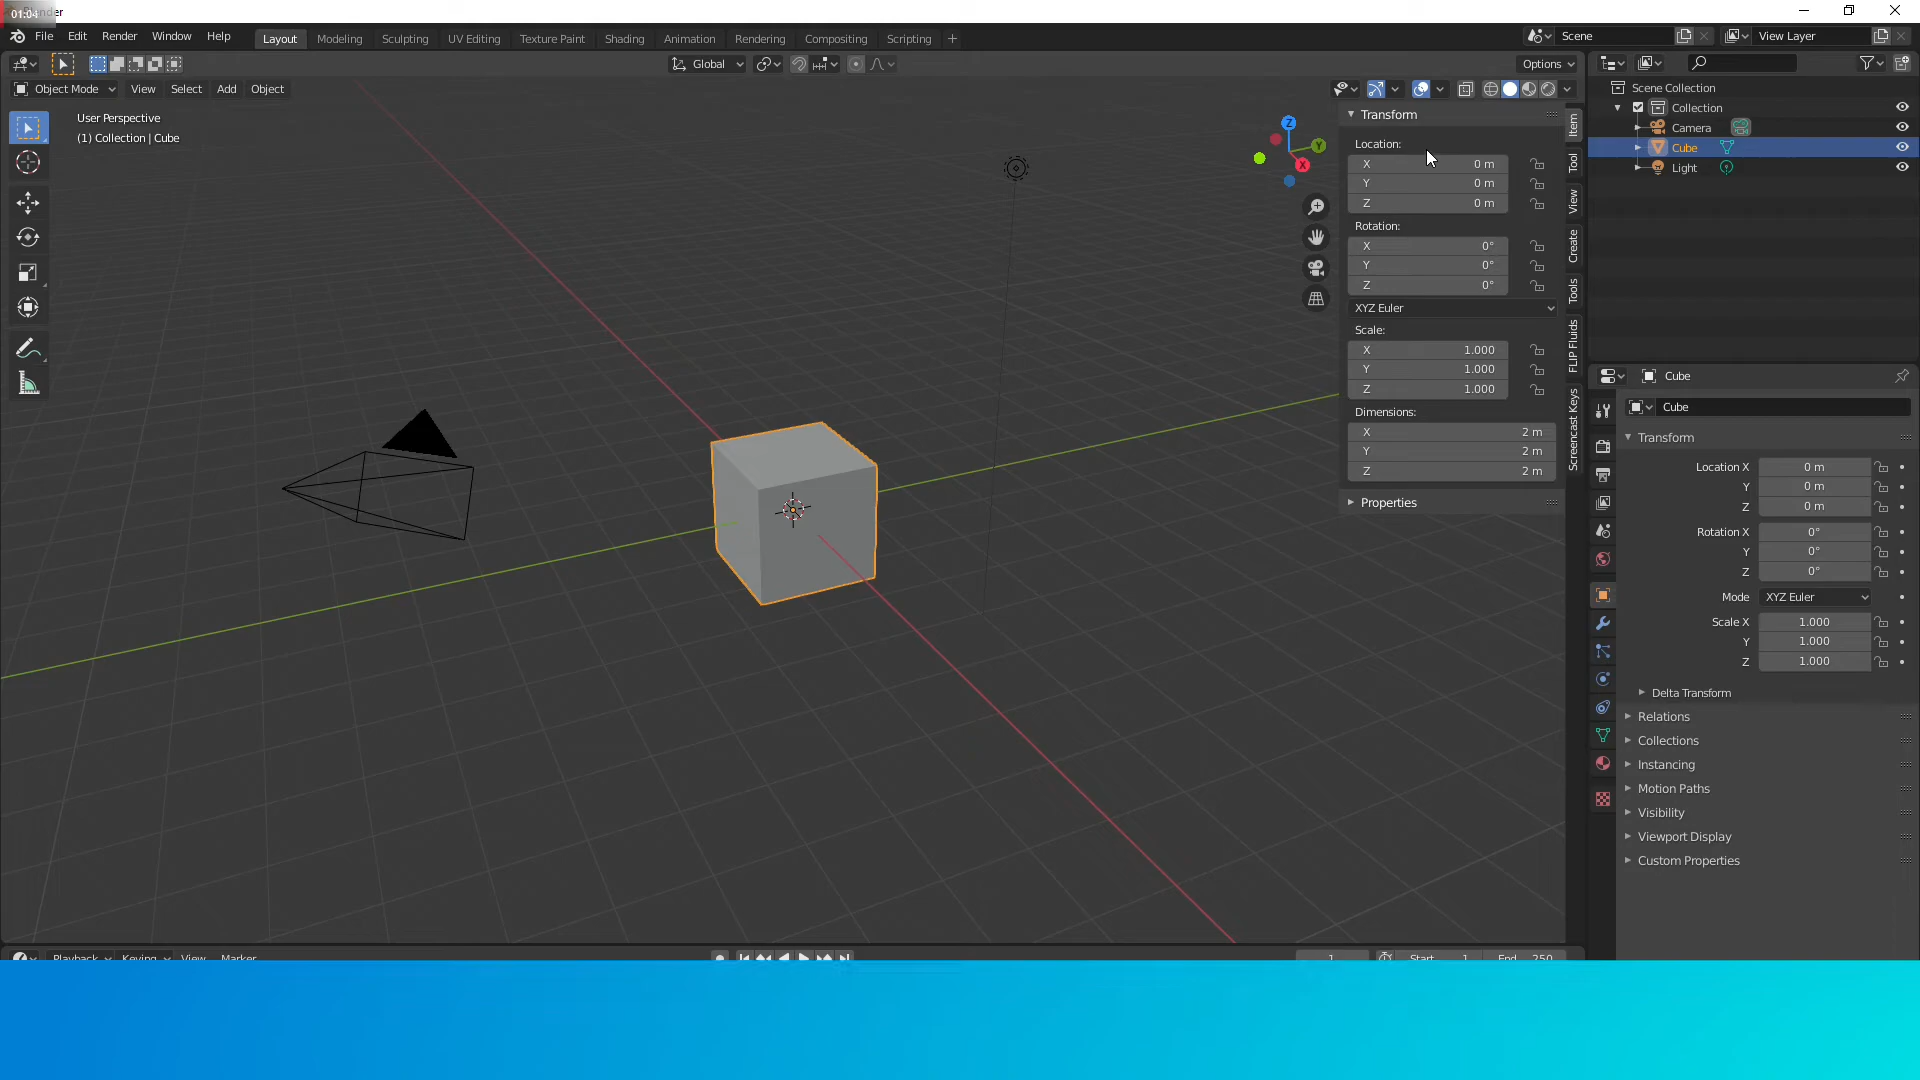 01:04 nder
File Edit Render Window Help Layout Modeling Sculpting UV Editing Texture Paint Shading Animation Rendering Compositing Scripting + Scene View Layer
Global Options
Object Mode View Select Add Object
User Perspective
(1) Collection | Cube
Z
Y
X
Transform
Location:
X 0 m
Y 0 m
Z 0 m
Rotation:
X 0°
Y 0°
Z 0°
XYZ Euler
Scale:
X 1.000
Y 1.000
Z 1.000
Dimensions:
X 2 m
Y 2 m
Z 2 m
Properties
Item
Tool
View
Create
Tools
FLIP Fluids
Screencast Keys
Scene Collection
Collection
Camera
Cube
Light
Cube
Cube
Transform
Location X 0 m
Y 0 m
Z 0 m
Rotation X 0°
Y 0°
Z 0°
Mode XYZ Euler
Scale X 1.000
Y 1.000
Z 1.000
Delta Transform
Relations
Collections
Instancing
Motion Paths
Visibility
Viewport Display
Custom Properties
Playback Keying View Marker 1 Start 1 End 250